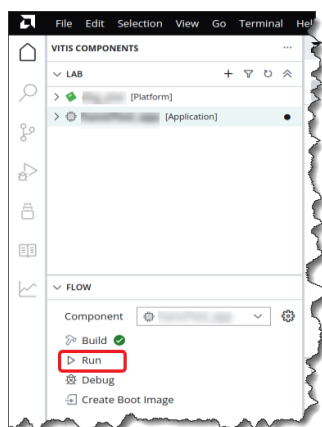 File Edit Selection View Go Terminal
VITIS COMPONENTS
LAB
[Platform]
[Application]
FLOW
Component
Build
Run
Debug
Create Boot Image